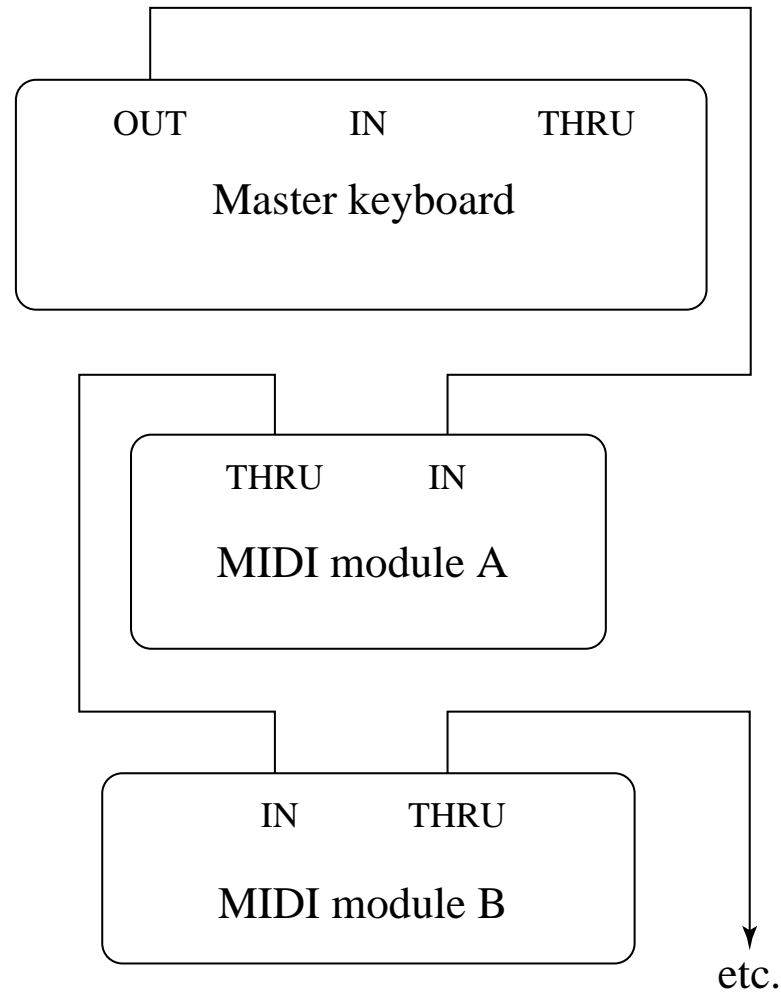 OUT IN THRU
Master keyboard
THRU IN
MIDI module A
IN THRU
MIDI module B
etc.